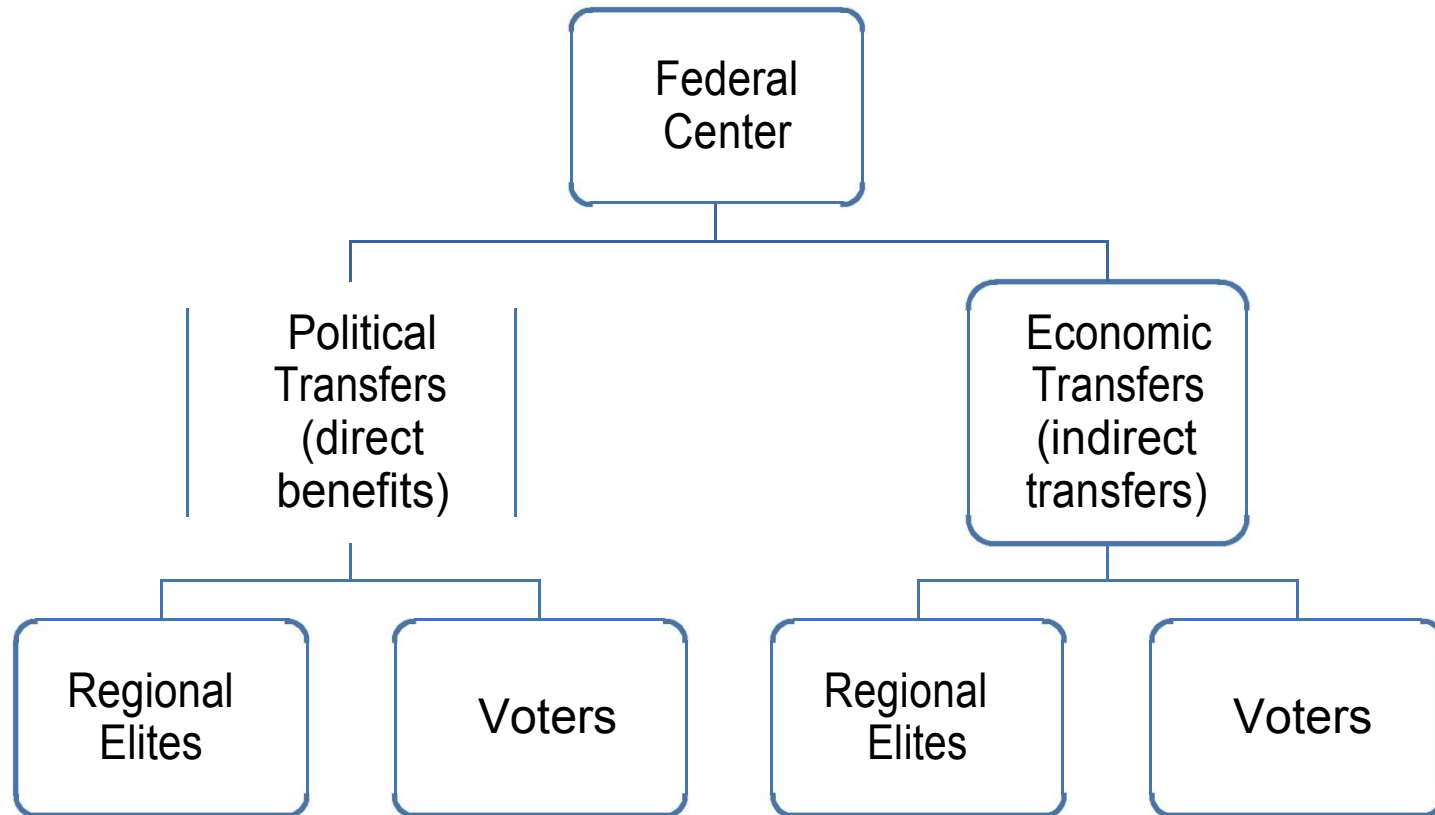 Federal
Center
Political
Transfers
(direct
benefits)
Economic
Transfers
(indirect
transfers)
Regional
Elites
Voters
Regional
Elites
Voters